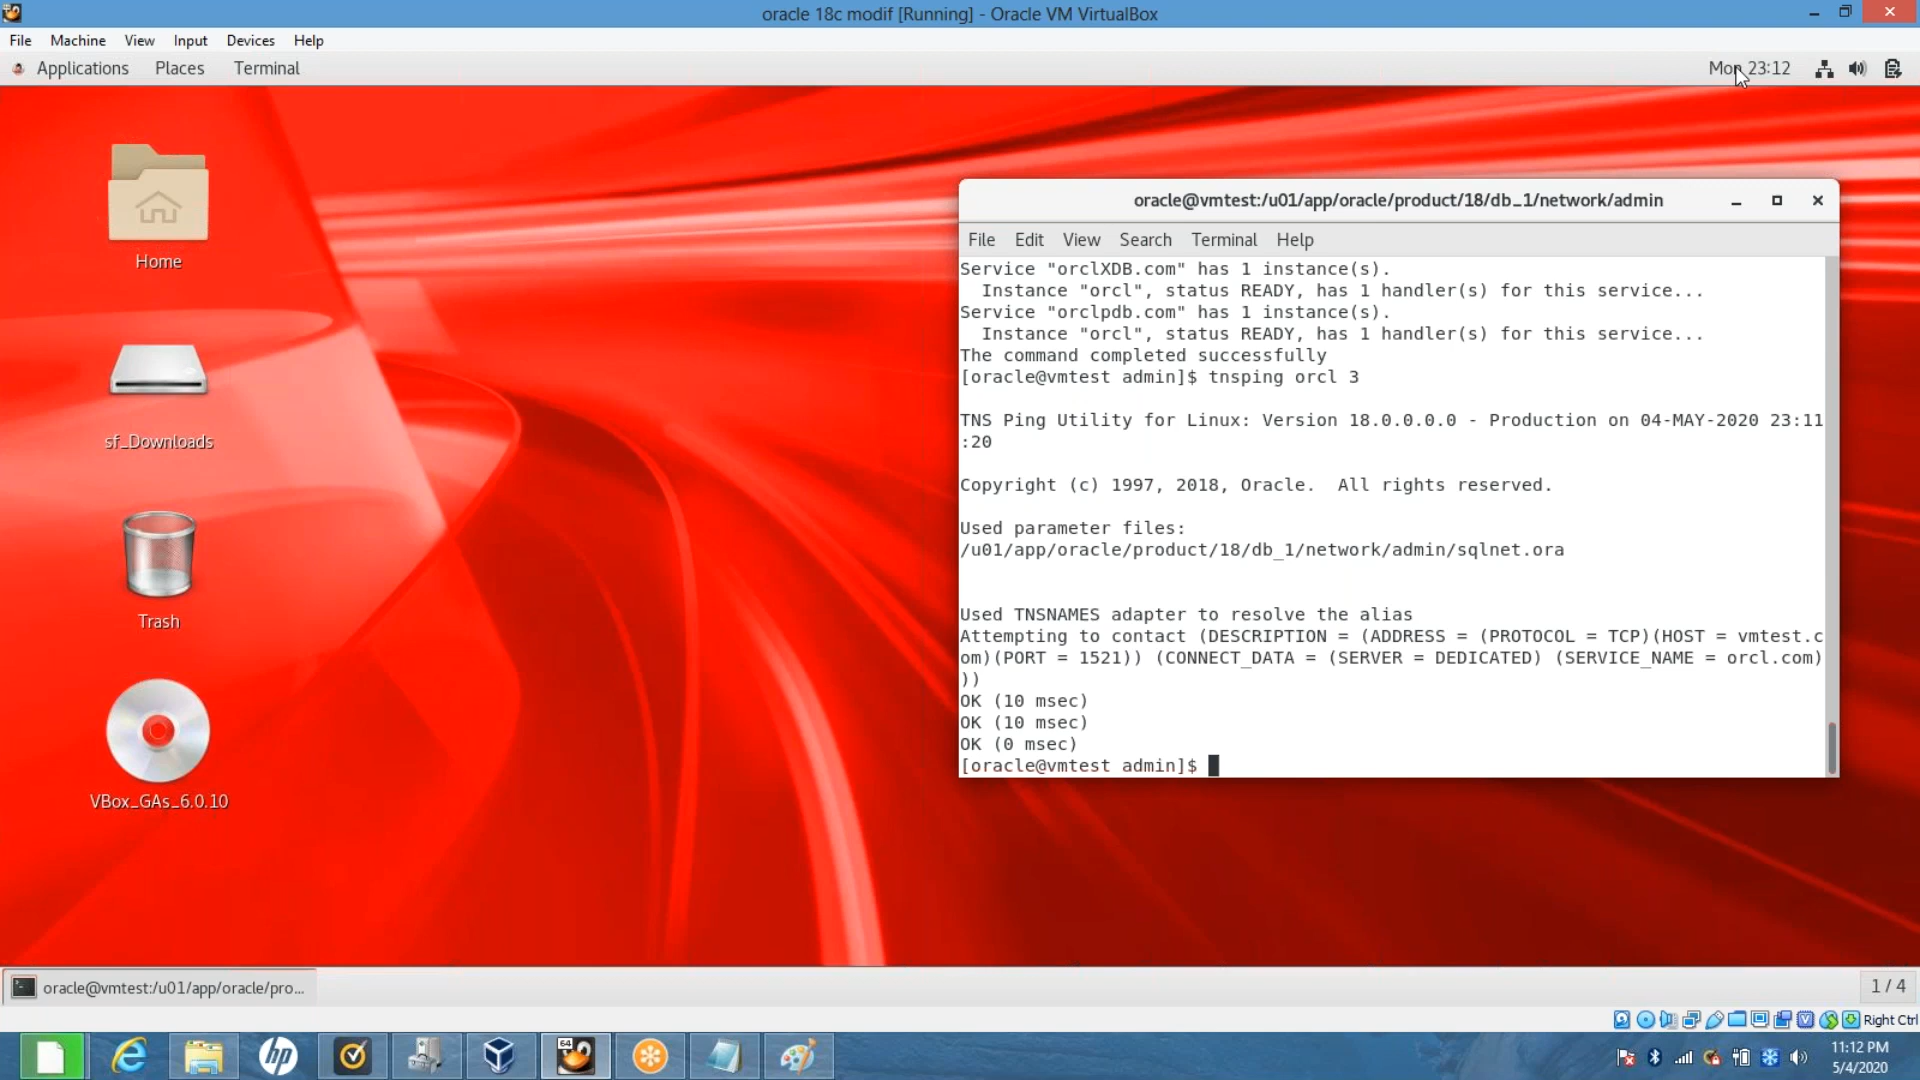 oracle 18c modif [Running] - Oracle VM VirtualBox
File Machine View Input Devices Help
Applications Places Terminal Mon 23:12
Home
sf_Downloads
Trash
VBox_GAs_6.0.10
oracle@vmtest:/u01/app/oracle/product/18/db_1/network/admin
File Edit View Search Terminal Help
Service "orclXDB.com" has 1 instance(s).
Instance "orcl", status READY, has 1 handler(s) for this service...
Service "orclpdb.com" has 1 instance(s).
Instance "orcl", status READY, has 1 handler(s) for this service...
The command completed successfully
[oracle@vmtest admin]$ tnsping orcl 3
TNS Ping Utility for Linux: Version 18.0.0.0.0 - Production on 04-MAY-2020 23:11
:20
Copyright (c) 1997, 2018, Oracle.  All rights reserved.
Used parameter files:
/u01/app/oracle/product/18/db_1/network/admin/sqlnet.ora
Used TNSNAMES adapter to resolve the alias
Attempting to contact (DESCRIPTION = (ADDRESS = (PROTOCOL = TCP)(HOST = vmtest.c
om)(PORT = 1521)) (CONNECT_DATA = (SERVER = DEDICATED) (SERVICE_NAME = orcl.com)
))
OK (10 msec)
OK (10 msec)
OK (0 msec)
[oracle@vmtest admin]$
oracle@vmtest:/u01/app/oracle/pro...
1 / 4
Right Ctrl
64
hp
11:12 PM
5/4/2020